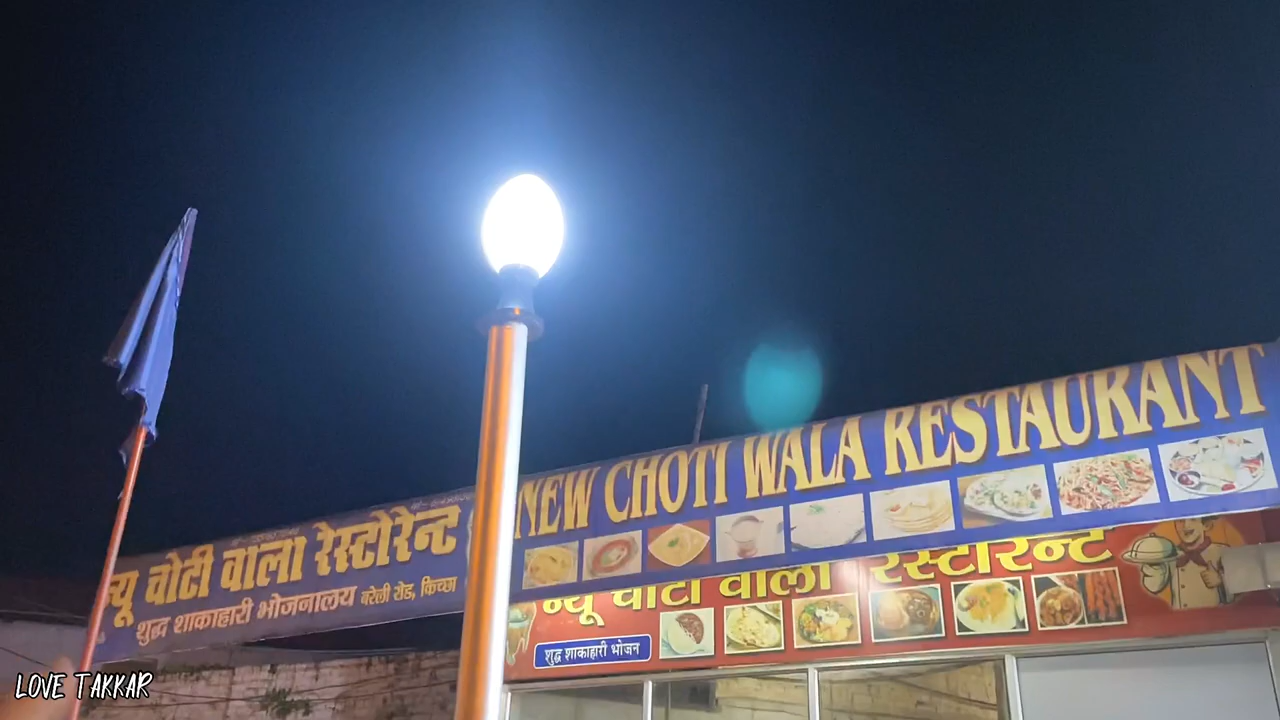 NEW CHOTI WALA RESTAURANT
न्यू चोटी वाला रेस्टोरेन्ट
शुद्ध शाकाहारी भोजनालय बरेली रोड, किच्छा
न्यू चोटी वाला रेस्टोरेन्ट
शुद्ध शाकाहारी भोजन
LOVE TAKKAR